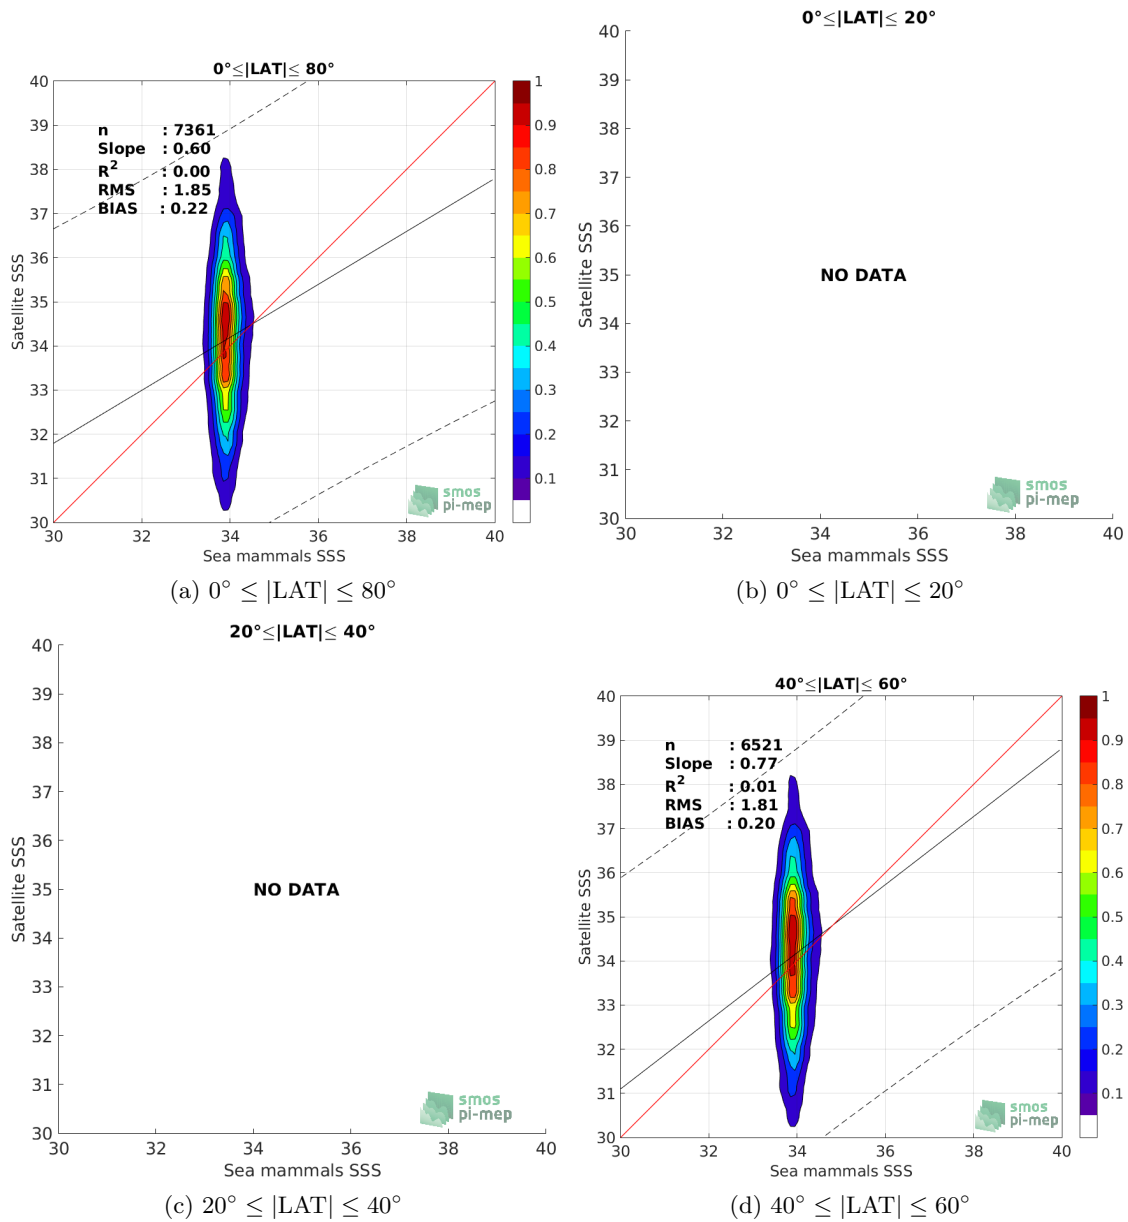 0°≤|LAT|≤ 80°
40
39
38
37
36
35
34
33
32
31
30
n : 7361
Slope : 0.60
R2 : 0.00
RMS : 1.85
BIAS : 0.22
1
0.9
0.8
0.7
0.6
0.5
0.4
0.3
0.2
0.1
Satellite SSS
smos
pi-mep
30 32 34 36 38 40
Sea mammals SSS
(a) 0° ≤ |LAT| ≤ 80°
0°≤|LAT|≤ 20°
40
39
38
37
36
35
34
33
32
31
30
Satellite SSS
NO DATA
smos
pi-mep
30 32 34 36 38 40
Sea mammals SSS
(b) 0° ≤ |LAT| ≤ 20°
20°≤|LAT|≤ 40°
40
39
38
37
36
35
34
33
32
31
30
Satellite SSS
NO DATA
smos
pi-mep
30 32 34 36 38 40
Sea mammals SSS
(c) 20° ≤ |LAT| ≤ 40°
40°≤|LAT|≤ 60°
40
39
38
37
36
35
34
33
32
31
30
n : 6521
Slope : 0.77
R2 : 0.01
RMS : 1.81
BIAS : 0.20
1
0.9
0.8
0.7
0.6
0.5
0.4
0.3
0.2
0.1
Satellite SSS
smos
pi-mep
30 32 34 36 38 40
Sea mammals SSS
(d) 40° ≤ |LAT| ≤ 60°